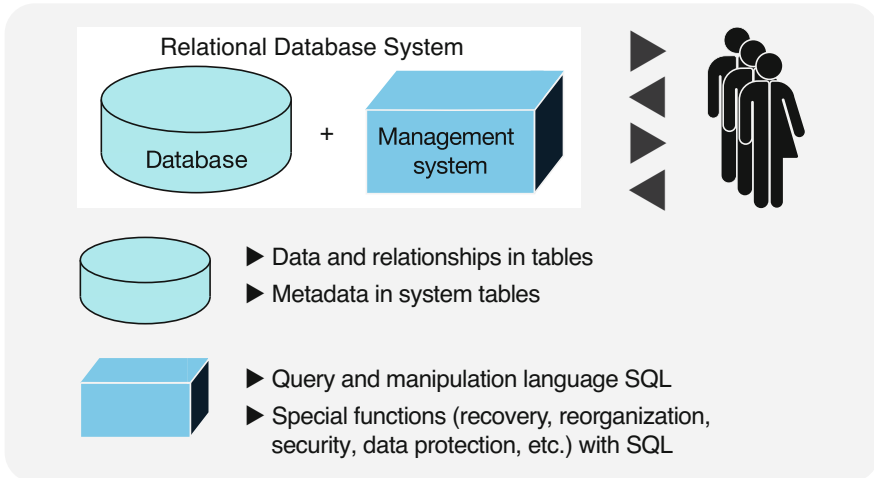 Relational Database System
Database
+
Management
system
▶ Data and relationships in tables
▶ Metadata in system tables
▶ Query and manipulation language SQL
▶ Special functions (recovery, reorganization,
security, data protection, etc.) with SQL